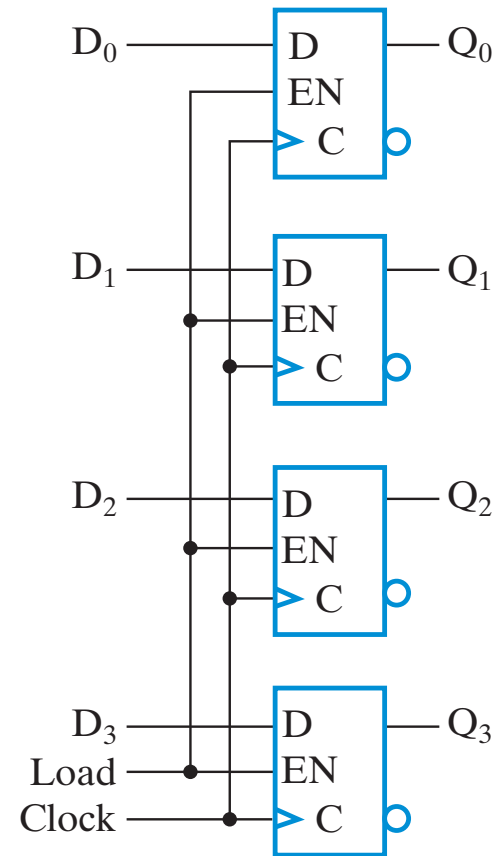 D₀ D Q₀
EN
C
D₁ D Q₁
EN
C
D₂ D Q₂
EN
C
D₃ D Q₃
Load EN
Clock C